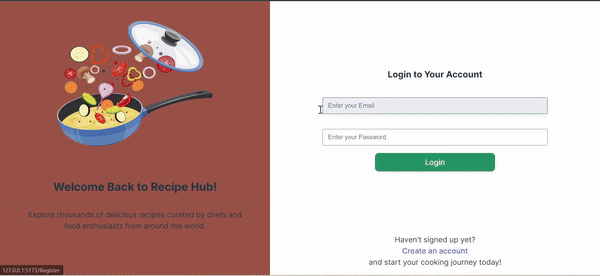 Welcome Back to Recipe Hub!
Explore thousands of delicious recipes curated by chefs and
food enthusiasts from around the world.
127.0.0.1:5173/Register
Login to Your Account
Enter your Email
Enter your Password
Login
Haven't signed up yet?
Create an account
and start your cooking journey today!